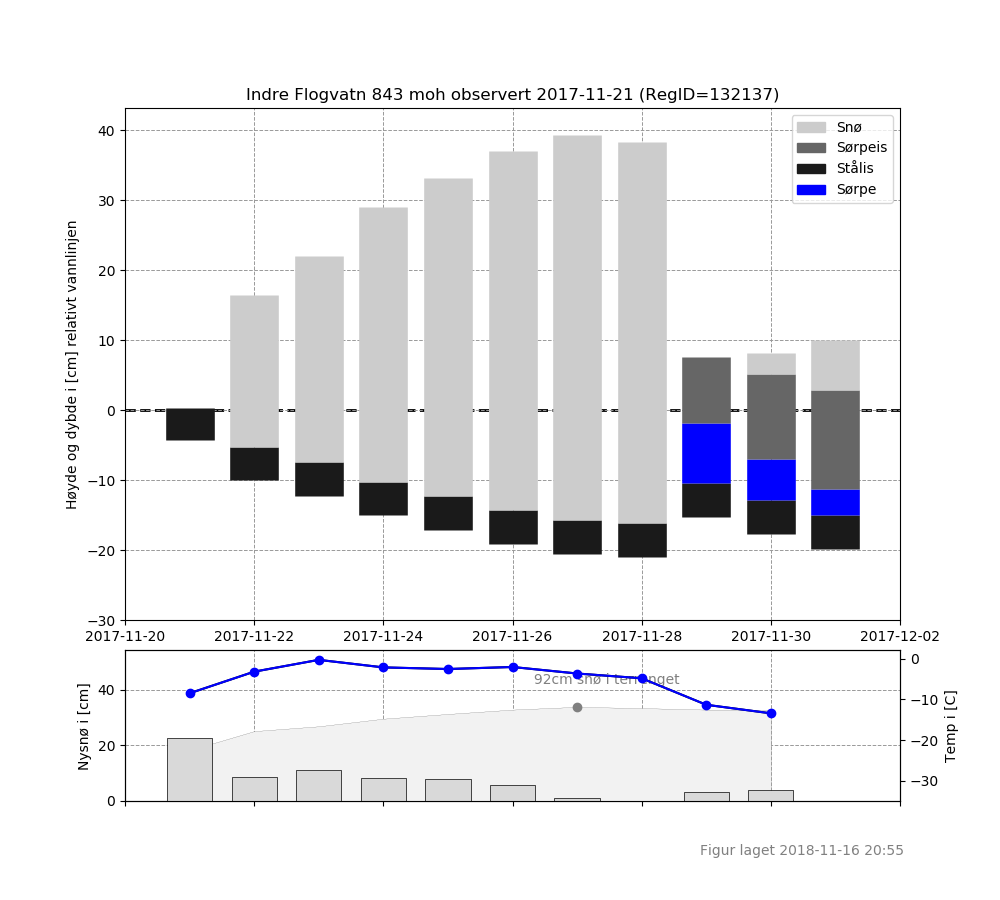 Indre Flogvatn 843 moh observert 2017-11-21 (RegID=132137)
Høyde og dybde i [cm] relativt vannlinjen
40
30
20
10
0
−10
−20
−30
Snø
Sørpeis
Stålis
Sørpe
2017-11-20 2017-11-22 2017-11-24 2017-11-26 2017-11-28 2017-11-30 2017-12-02
Nysnø i [cm]
40
20
0
92cm snø i terrenget
0
−10
−20
−30
Temp i [C]
Figur laget 2018-11-16 20:55